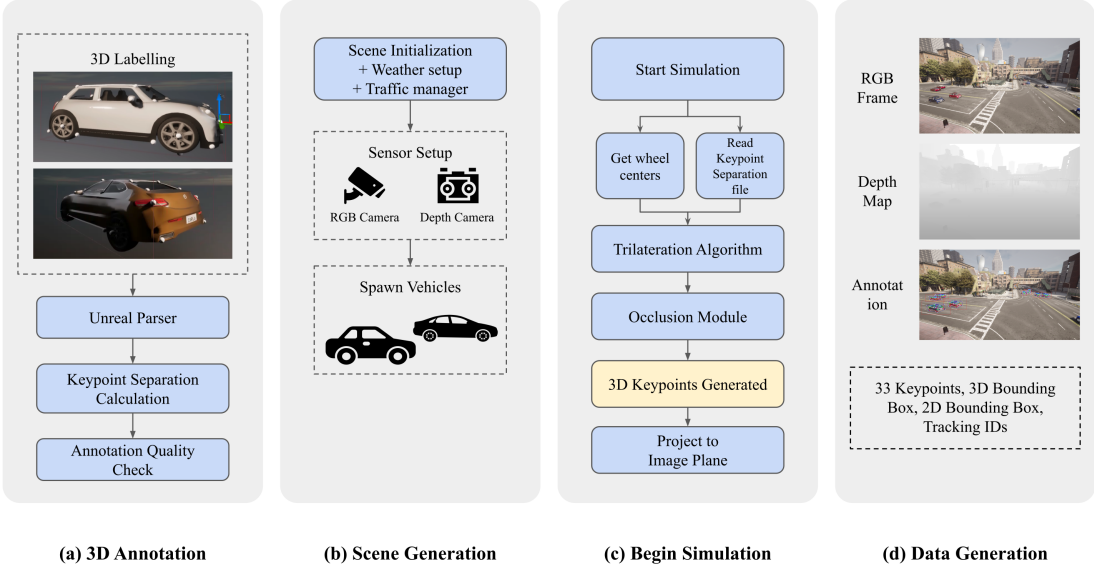 3D Labelling
Unreal Parser
Keypoint Separation
Calculation
Annotation Quality
Check
(a) 3D Annotation
Scene Initialization
+ Weather setup
+ Traffic manager
Sensor Setup
RGB Camera
Depth Camera
Spawn Vehicles
(b) Scene Generation
Start Simulation
Get wheel
centers
Read
Keypoint
Separation
file
Trilateration Algorithm
Occlusion Module
3D Keypoints Generated
Project to
Image Plane
(c) Begin Simulation
RGB
Frame
Depth
Map
Annotat
ion
33 Keypoints, 3D Bounding
Box, 2D Bounding Box,
Tracking IDs
(d) Data Generation